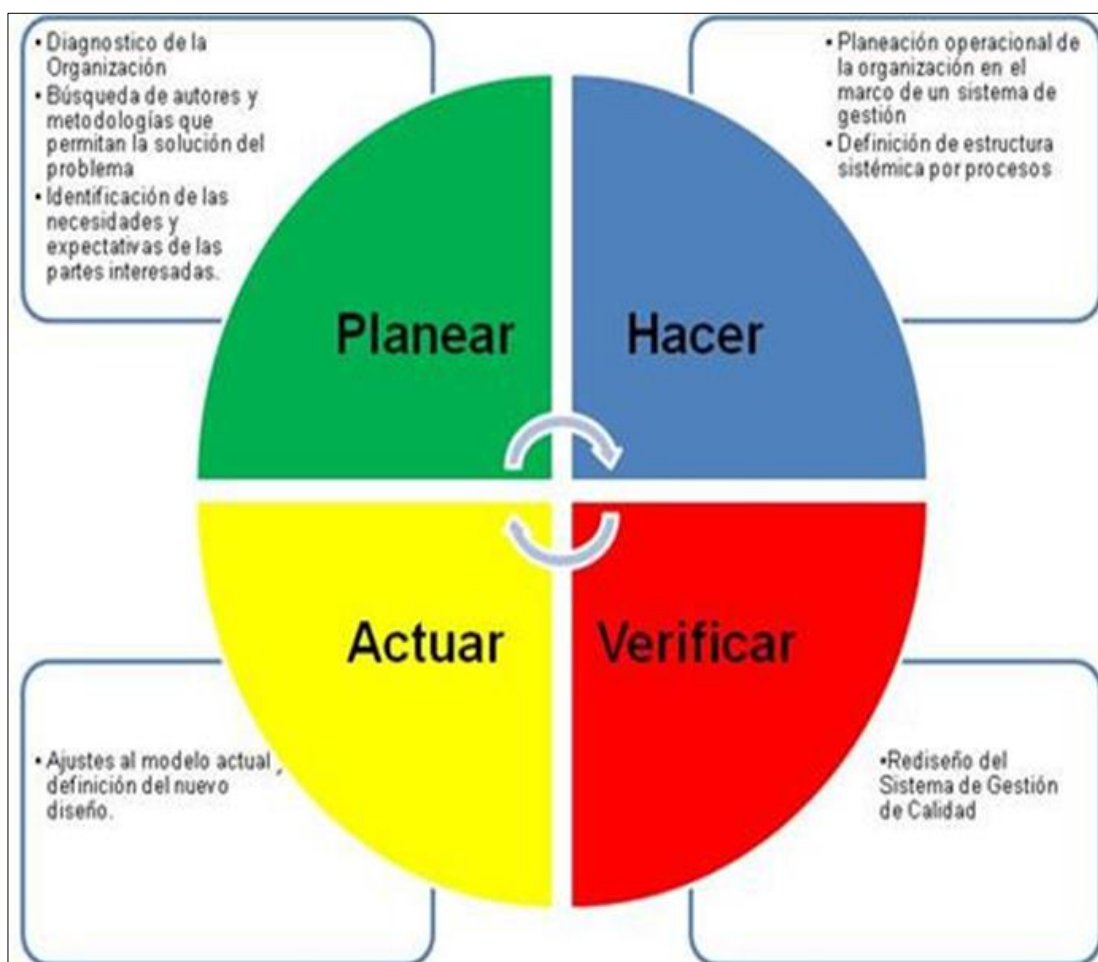 • Diagnostico de la
Organización
• Búsqueda de autores y
metodologías que
permitan la solución del
problema
• Identificación de las
necesidades y
expectativas de las
partes interesadas.
• Planeación operacional de
la organización en el
marco de un sistema de
gestión
• Definición de estructura
sistémica por procesos
Planear
Hacer
Actuar
Verificar
• Ajustes al modelo actual ,
definición del nuevo
diseño.
•Rediseño del
Sistema de Gestión
de Calidad